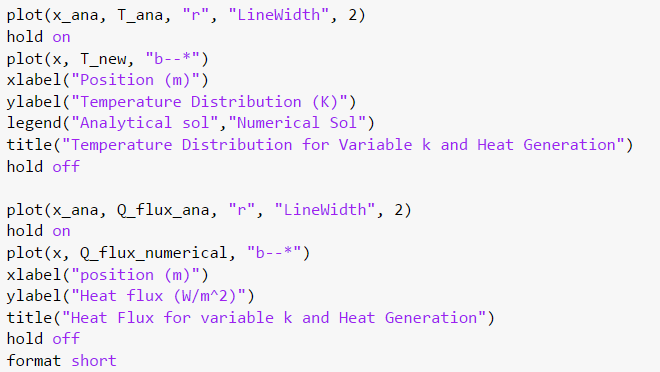 plot(x_ana, T_ana, "r", "LineWidth", 2)
hold on
plot(x, T_new, "b--*")
xlabel("Position (m)")
ylabel("Temperature Distribution (K)")
legend("Analytical sol","Numerical Sol")
title("Temperature Distribution for Variable k and Heat Generation")
hold off

plot(x_ana, Q_flux_ana, "r", "LineWidth", 2)
hold on
plot(x, Q_flux_numerical, "b--*")
xlabel("position (m)")
ylabel("Heat flux (W/m^2)")
title("Heat Flux for variable k and Heat Generation")
hold off
format short